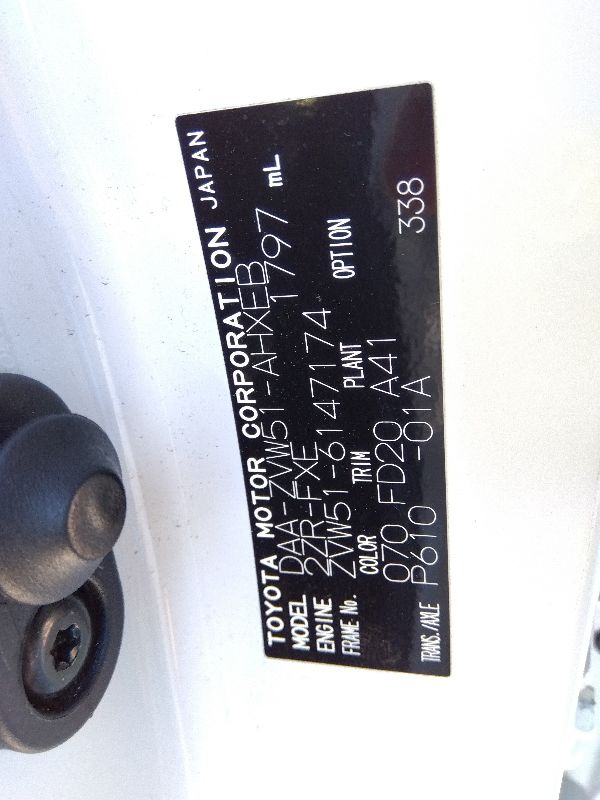 TOYOTA MOTOR CORPORATION JAPAN
MODEL DAA-ZVW51-AHXEB
ENGINE 2ZR-FXE 1797 mL
FRAME No. ZVW51-6147174
COLOR TRIM PLANT OPTION
070 FD20 A41
TRANS./AXLE P610 -01A 338